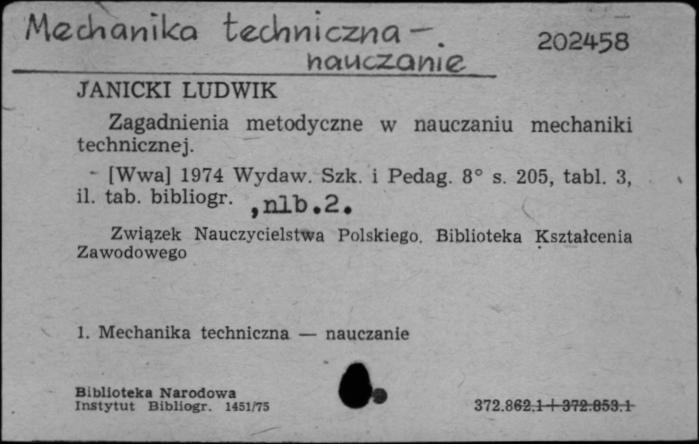 Mechanika techniczna –
nauczanie
202458
JANICKI LUDWIK
Zagadnienia metodyczne w nauczaniu mechaniki
technicznej.
- [Wwa] 1974 Wydaw. Szk. i Pedag. 8° s. 205, tabl. 3,
il. tab. bibliogr. ,nlb.2.
Związek Nauczycielstwa Polskiego. Biblioteka Kształcenia
Zawodowego
1. Mechanika techniczna — nauczanie
Biblioteka Narodowa
Instytut Bibliogr. 1451/75
372.862.1+372.853.1